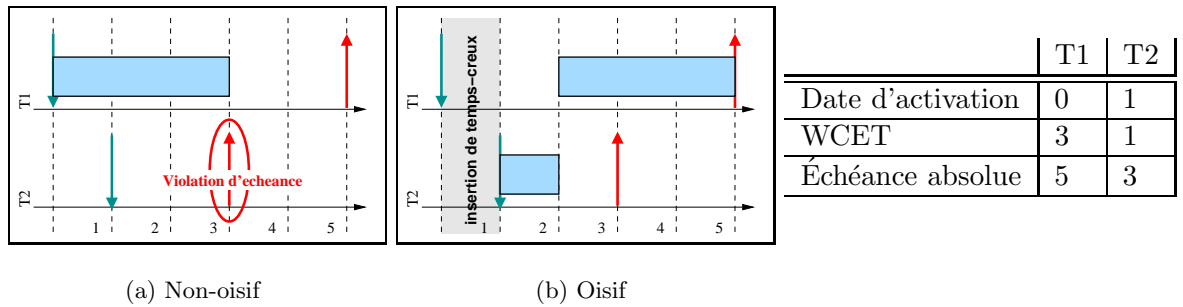 T1
Violation d'echeance
T2
1 2 3 4 5
(a) Non-oisif
insertion de temps-creux
T1
T2
1 2 3 4 5
(b) Oisif
T1 T2
Date d'activation 0 1
WCET 3 1
Échéance absolue 5 3